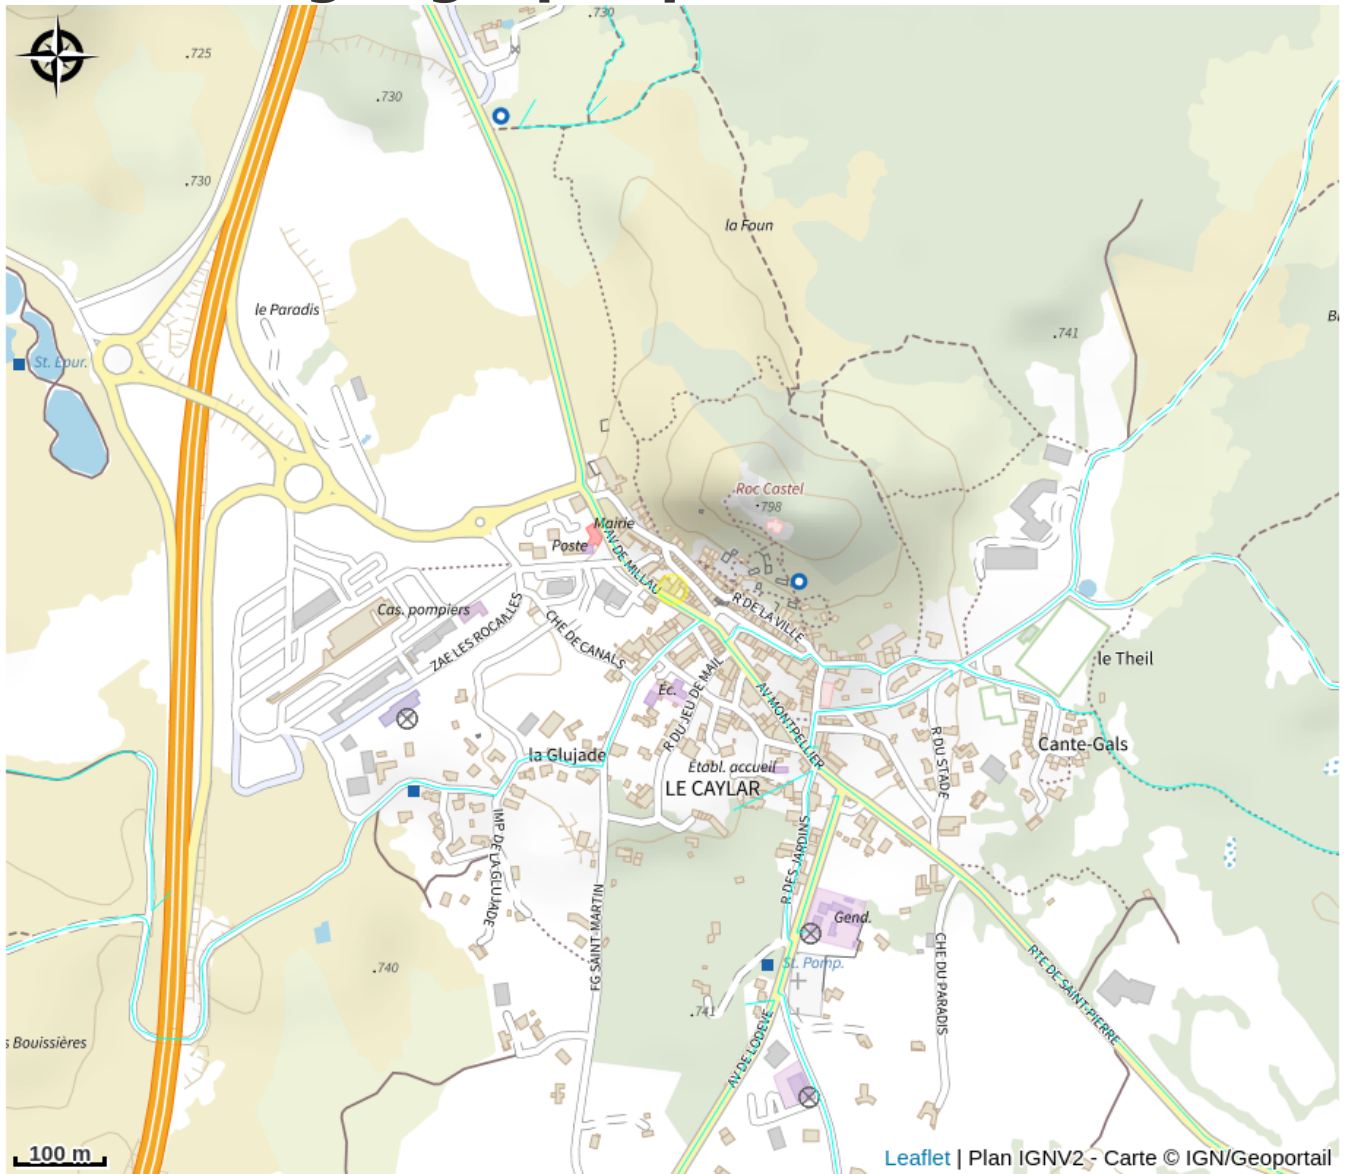 .730
.725
.730
.730
la Foun
le Paradis
.741
St. Epur.
Roc Castel
.798
Mairie
Poste
AV DE MILLAU
Cas. pompiers
R DE LA VILLE
ZAE LES ROCAILLES
CHE DE CANALS
le Theil
Éc.
R DU JEU DE MAIL
AV MONTPELLIER
R DU STADE
Cante-Gals
la Glujade
Établ. accueil
LE CAYLAR
IMP. DE LA GLUJADE
R DES JARDINS
FG SAINT-MARTIN
Gend.
St. Pomp.
CHE DU PARADIS
RTE DE SAINT-PIERRE
.740
.741
s Bouissières
AV DE LODÈVE
100 m
Leaflet | Plan IGNV2 - Carte © IGN/Geoportail